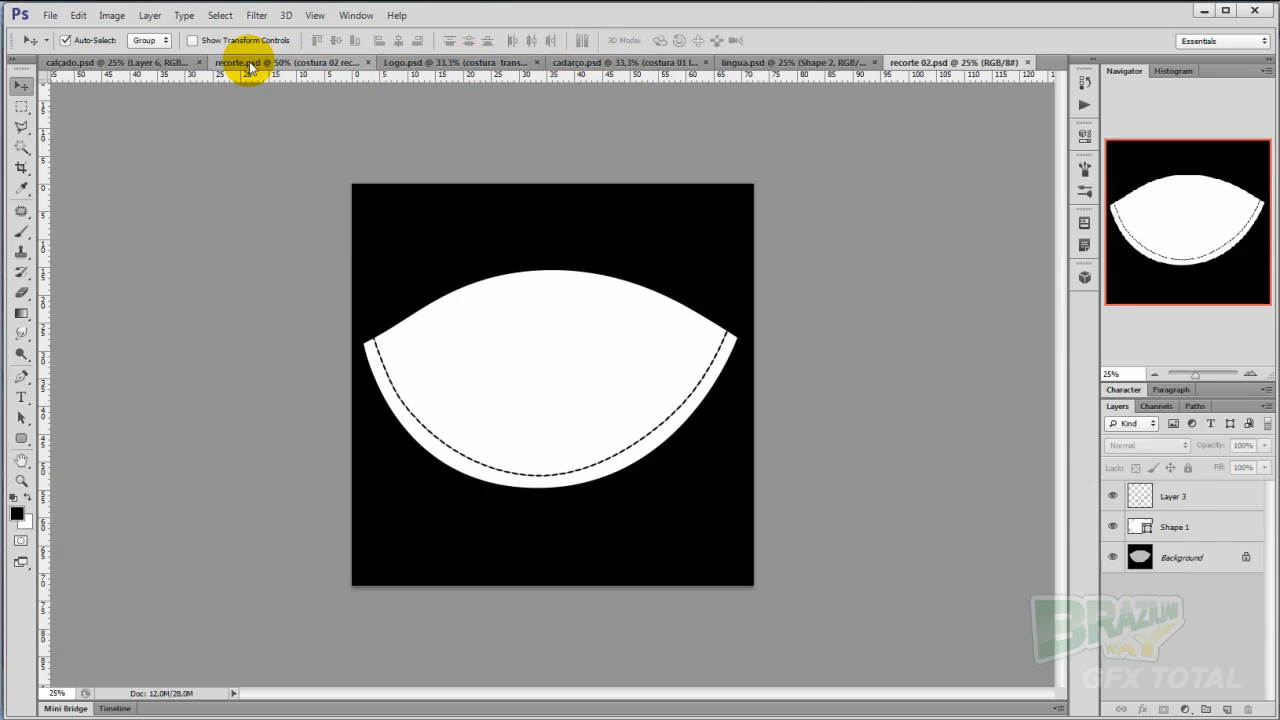 Ps File Edit Image Layer Type Select Filter 3D View Window Help
Auto-Select: Group Show Transform Controls 3D Mode: Essentials
calçado.psd @ 25% (Layer 6, RGB... × recorte.psd @ 50% (costura 02 rec... × Logo.psd @ 33,3% (costura transp... × cadarço.psd @ 33,3% (costura 01 l... × lingua.psd @ 25% (Shape 2, RGB/... × recorte 02.psd @ 25% (RGB/8#) ×
Navigator Histogram
25%
Character Paragraph
Layers Channels Paths
Kind
Normal Opacity: 100%
Lock: Fill: 100%
Layer 3
Shape 1
Background
BRAZILIAN
WAY
GFX TOTAL
25% Doc: 12,0M/28,0M
Mini Bridge Timeline